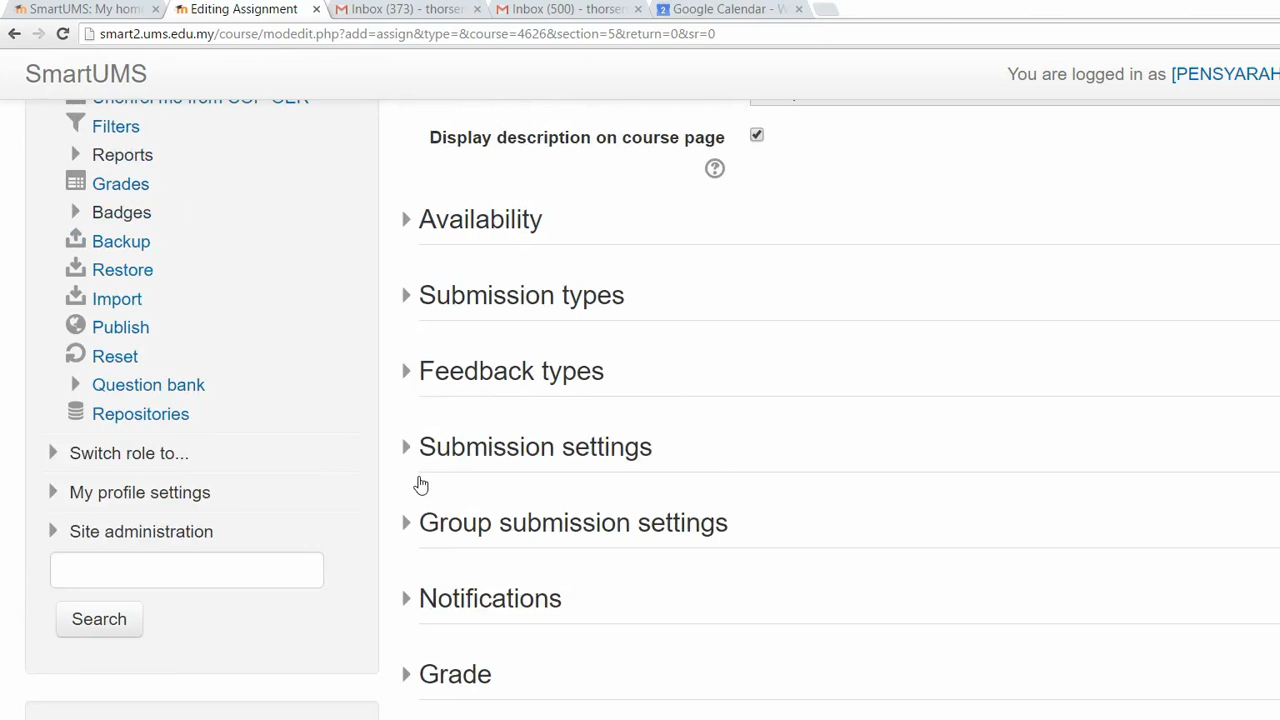 SmartUMS: My hom
Editing Assignment
Inbox (373) - thorsen
Inbox (500) - thorser
Google Calendar - W
smart2.ums.edu.my/course/modedit.php?add=assign&type=&course=4626&section=5&return=0&sr=0
SmartUMS
You are logged in as [PENSYARAH
Filters
Reports
Grades
Badges
Backup
Restore
Import
Publish
Reset
Question bank
Repositories
Switch role to...
My profile settings
Site administration
Search
Display description on course page
Availability
Submission types
Feedback types
Submission settings
Group submission settings
Notifications
Grade